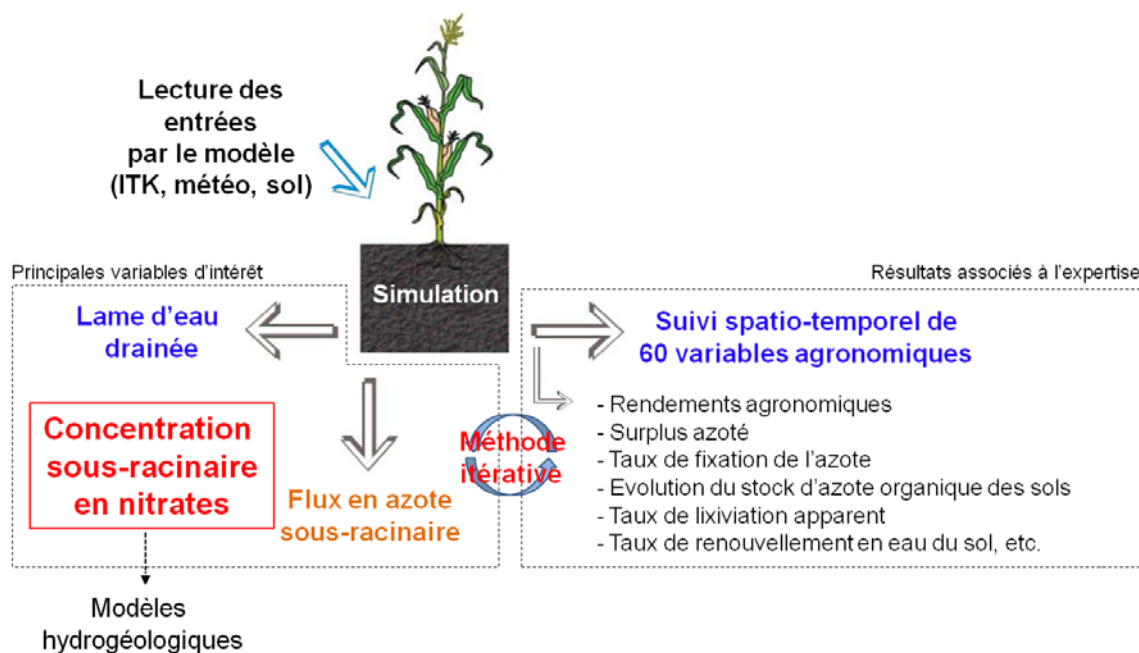 Lecture des
entrées
par le modèle
(ITK, météo, sol)
Principales variables d'intérêt
Résultats associés à l'expertise
Simulation
Lame d'eau
drainée
Suivi spatio-temporel de
60 variables agronomiques
Concentration
sous-racinaire
en nitrates
Flux en azote
sous-racinaire
Méthode
itérative
- Rendements agronomiques
- Surplus azoté
- Taux de fixation de l'azote
- Evolution du stock d'azote organique des sols
- Taux de lixiviation apparent
- Taux de renouvellement en eau du sol, etc.
Modèles
hydrogéologiques